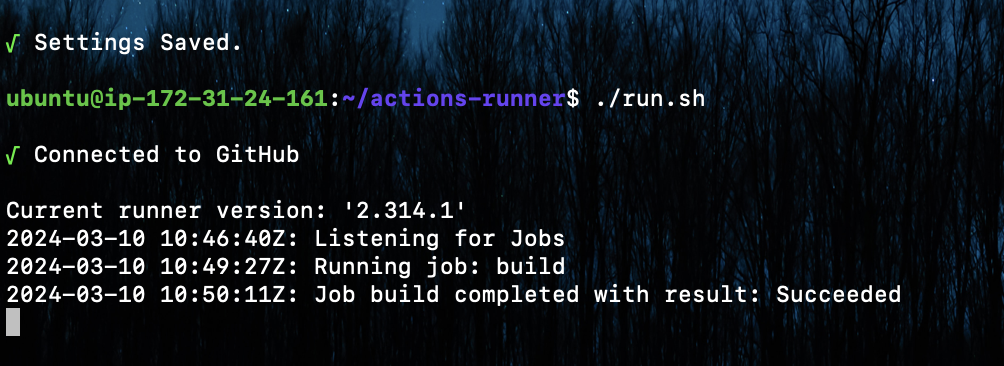 √ Settings Saved.
ubuntu@ip-172-31-24-161:~/actions-runner$ ./run.sh
√ Connected to GitHub
Current runner version: '2.314.1'
2024-03-10 10:46:40Z: Listening for Jobs
2024-03-10 10:49:27Z: Running job: build
2024-03-10 10:50:11Z: Job build completed with result: Succeeded